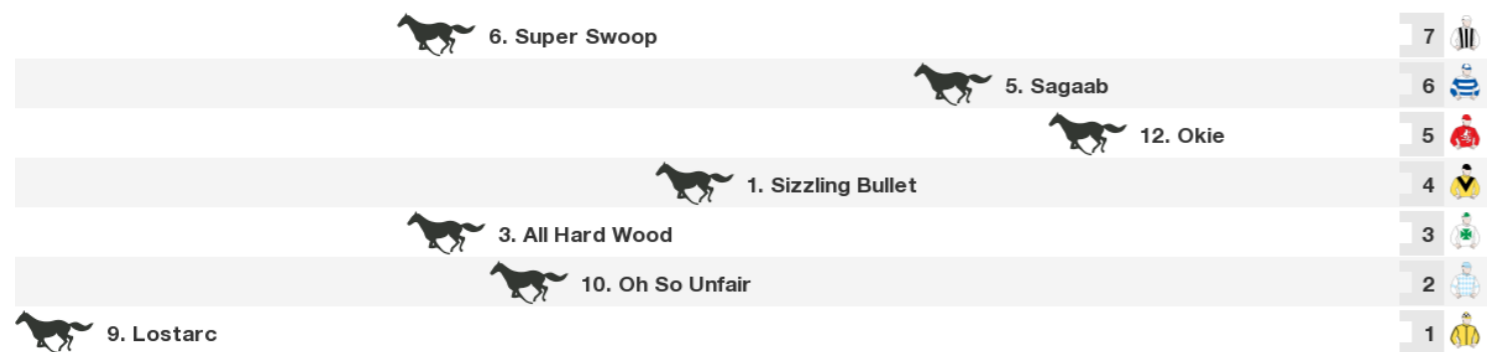 6. Super Swoop 7
5. Sagaab 6
12. Okie 5
1. Sizzling Bullet 4
3. All Hard Wood 3
10. Oh So Unfair 2
9. Lostarc 1